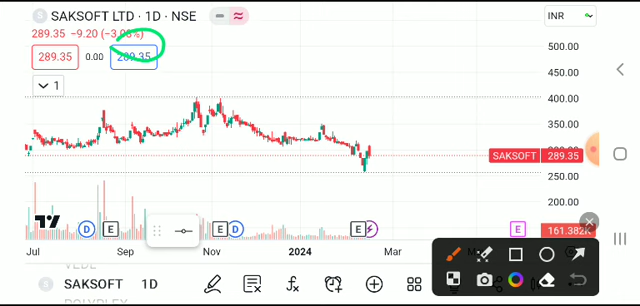 S SAKSOFT LTD · 1D · NSE
INR
289.35 −9.20 (−3.08%)
289.35 0.00 289.35
1
500.00
450.00
400.00
350.00
300.00
SAKSOFT 289.35
250.00
200.00
161.382K
D E E D E E
Jul Sep Nov 2024 Mar
S SAKSOFT 1D